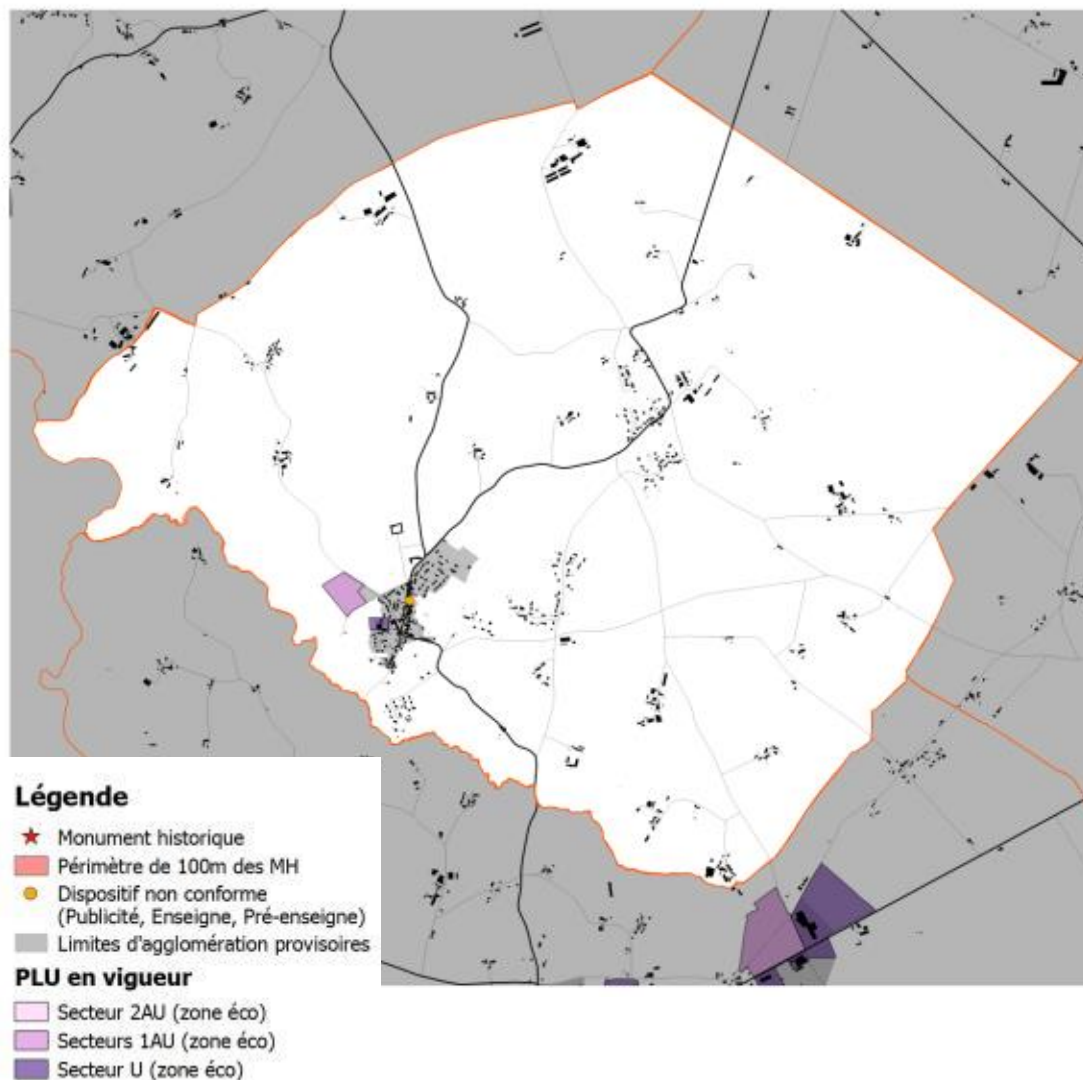 Légende
Monument historique
Périmètre de 100m des MH
Dispositif non conforme
(Publicité, Enseigne, Pré-enseigne)
Limites d'agglomération provisoires
PLU en vigueur
Secteur 2AU (zone éco)
Secteurs 1AU (zone éco)
Secteur U (zone éco)